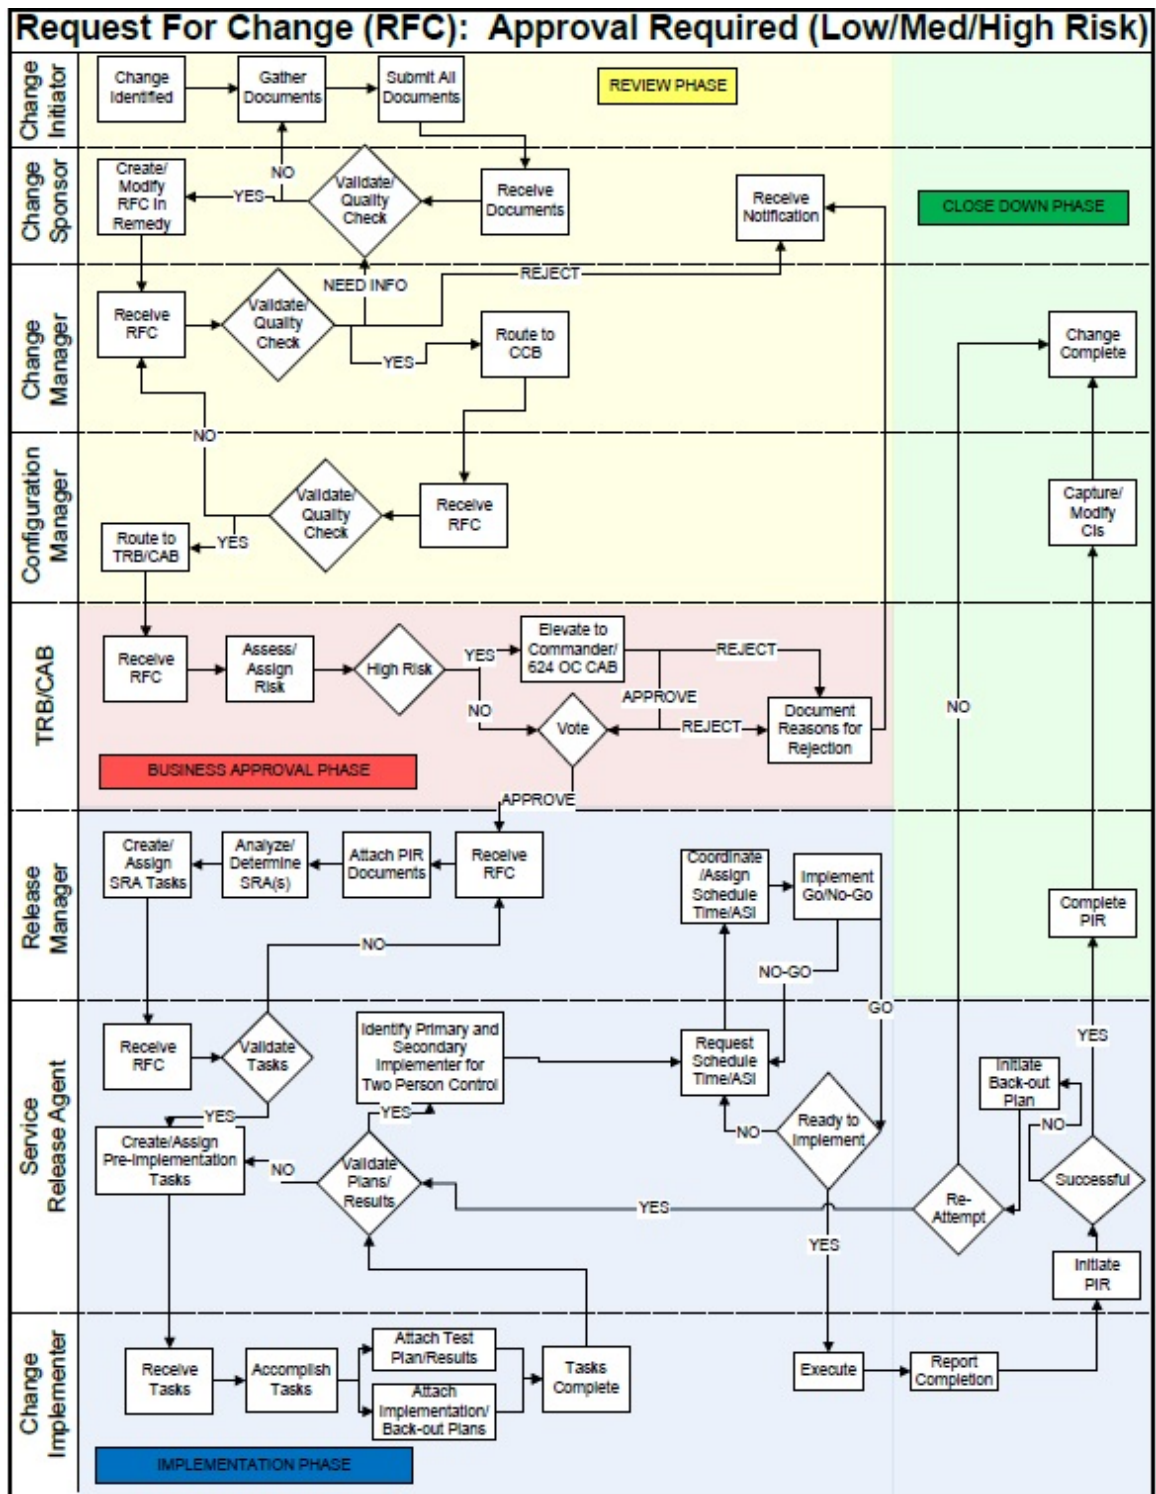 Request For Change (RFC):  Approval Required (Low/Med/High Risk)
Change
Initiator
Change
Identified
Gather
Documents
Submit All
Documents
REVIEW PHASE
Change
Sponsor
Create/
Modify
RFC In
Remedy
YES
NO
Validate/
Quality
Check
Receive
Documents
Receive
Notification
CLOSE DOWN PHASE
Change
Manager
Receive
RFC
Validate/
Quality
Check
NEED INFO
REJECT
YES
Route to
CCB
Change
Complete
NO
Configuration
Manager
Route to
TRB/CAB
YES
Validate/
Quality
Check
Receive
RFC
Capture/
Modify
CIs
TRB/CAB
Receive
RFC
Assess/
Assign
Risk
High Risk
YES
NO
Elevate to
Commander/
624 OC CAB
REJECT
APPROVE
Vote
REJECT
Document
Reasons for
Rejection
NO
BUSINESS APPROVAL PHASE
APPROVE
Release
Manager
Create/
Assign
SRA Tasks
Analyze/
Determine
SRA(s)
Attach PIR
Documents
Receive
RFC
Coordinate
/Assign
Schedule
Time/ASI
Implement
Go/No-Go
Complete
PIR
NO
NO-GO
GO
Service
Release Agent
Receive
RFC
Validate
Tasks
Identify Primary and
Secondary
Implementer for
Two Person Control
Request
Schedule
Time/ASI
YES
Initiate
Back-out
Plan
YES
Create/Assign
Pre-Implementation
Tasks
NO
YES
Validate
Plans/
Results
NO
Ready to
Implement
NO
Successful
YES
Re-
Attempt
YES
Initiate
PIR
Change
Implementer
Receive
Tasks
Accomplish
Tasks
Attach Test
Plan/Results
Attach
Implementation/
Back-out Plans
Tasks
Complete
Execute
Report
Completion
IMPLEMENTATION PHASE